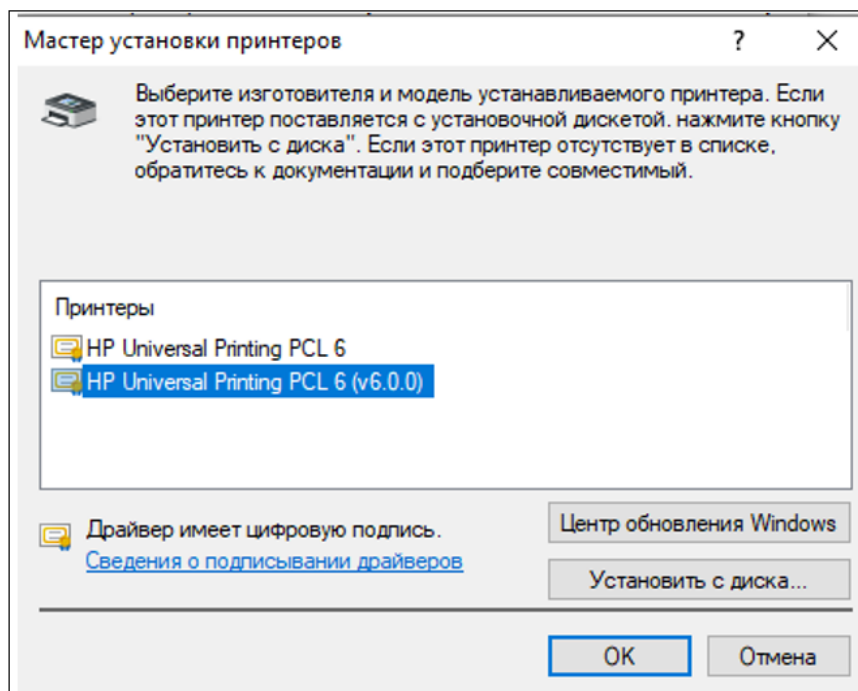 Мастер установки принтеров
?
Выберите изготовителя и модель устанавливаемого принтера. Если
этот принтер поставляется с установочной дискетой. нажмите кнопку
"Установить с диска". Если этот принтер отсутствует в списке,
обратитесь к документации и подберите совместимый.
Принтеры
HP Universal Printing PCL 6
HP Universal Printing PCL 6 (v6.0.0)
Драйвер имеет цифровую подпись.
Сведения о подписывании драйверов
Центр обновления Windows
Установить с диска...
OK
Отмена